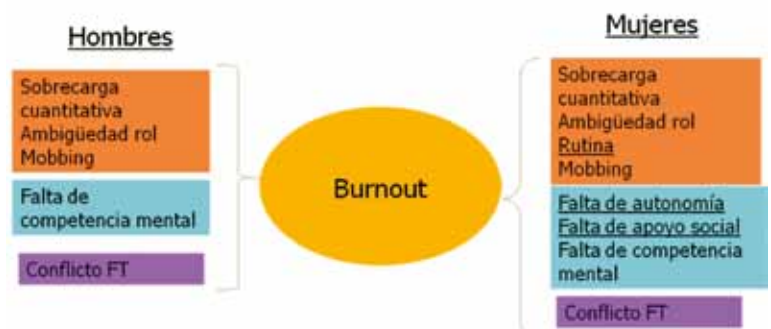 Hombres
Sobrecarga
cuantitativa
Ambigüedad rol
Mobbing
Falta de
competencia mental
Conflicto FT
Burnout
Mujeres
Sobrecarga
cuantitativa
Ambigüedad rol
Rutina
Mobbing
Falta de autonomía
Falta de apoyo social
Falta de competencia
mental
Conflicto FT